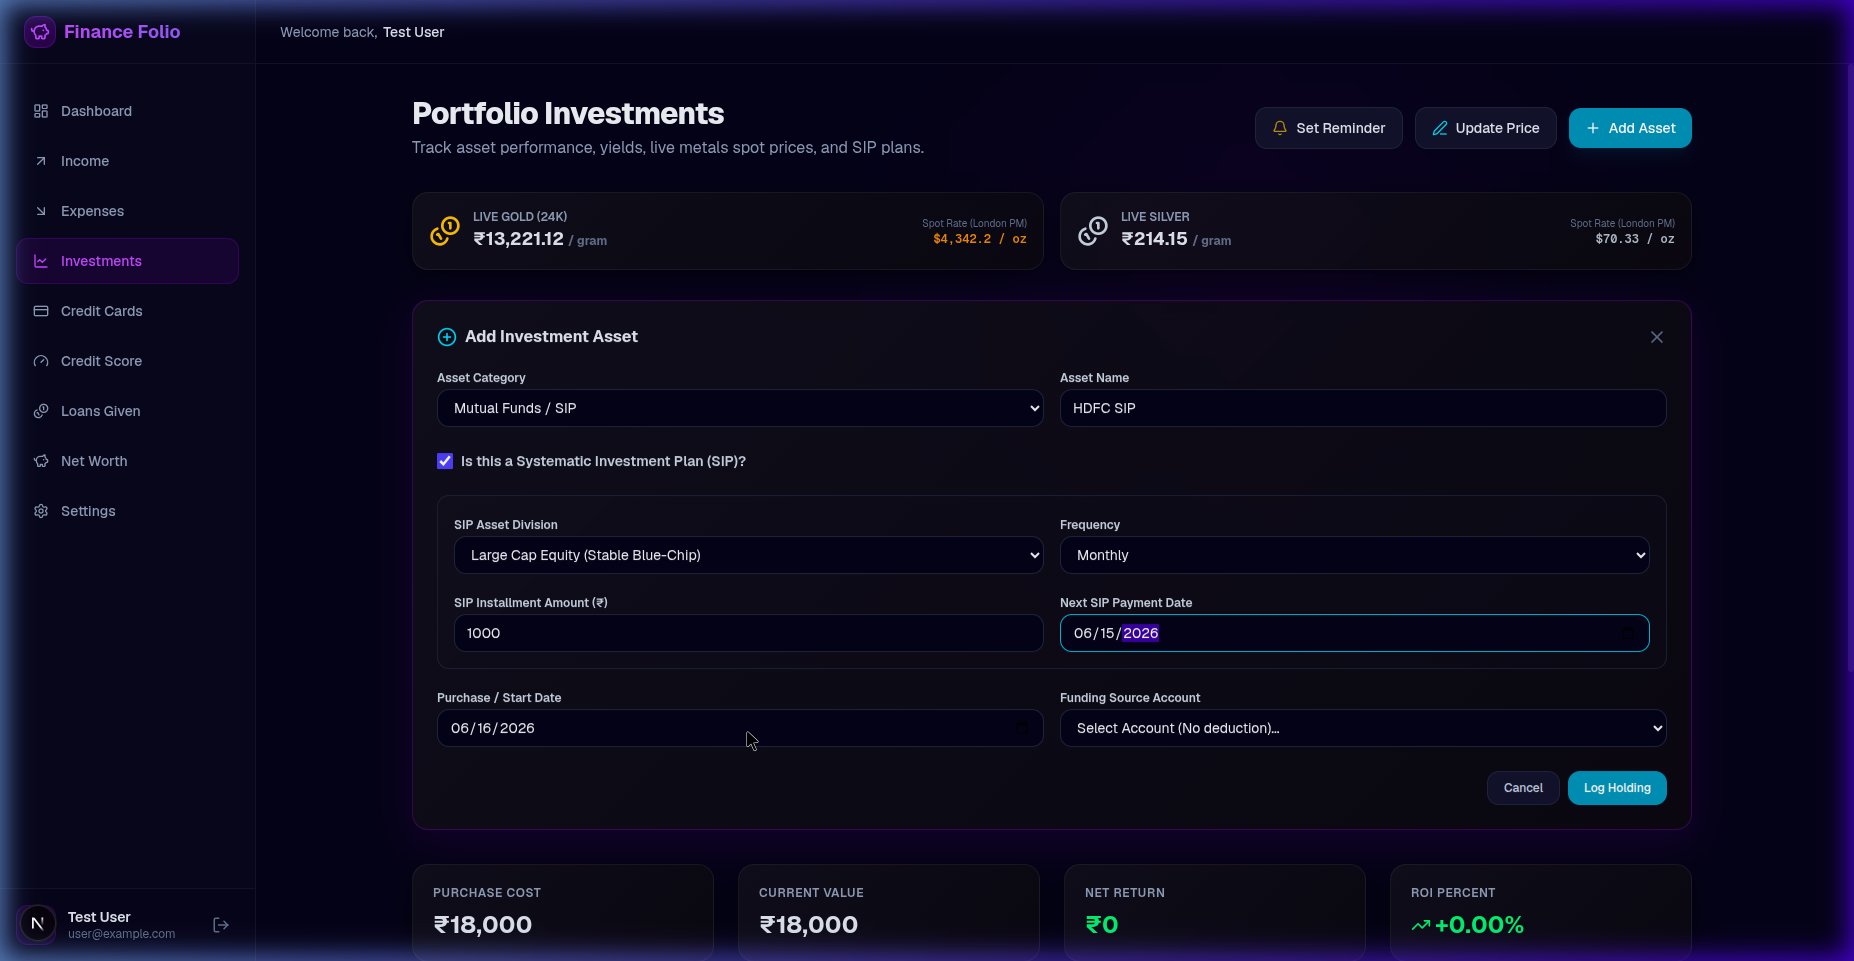 Finance Folio
Welcome back, Test User
Dashboard
Income
Expenses
Investments
Credit Cards
Credit Score
Loans Given
Net Worth
Settings
Test User
user@example.com
N
Portfolio Investments
Track asset performance, yields, live metals spot prices, and SIP plans.
Set Reminder
Update Price
Add Asset
LIVE GOLD (24K)
₹13,221.12 / gram
Spot Rate (London PM)
$4,342.2 / oz
LIVE SILVER
₹214.15 / gram
Spot Rate (London PM)
$70.33 / oz
Add Investment Asset
Asset Category
Mutual Funds / SIP
Asset Name
HDFC SIP
Is this a Systematic Investment Plan (SIP)?
SIP Asset Division
Large Cap Equity (Stable Blue-Chip)
Frequency
Monthly
SIP Installment Amount (₹)
1000
Next SIP Payment Date
06/15/2026
Purchase / Start Date
06/16/2026
Funding Source Account
Select Account (No deduction)...
Cancel
Log Holding
PURCHASE COST
₹18,000
CURRENT VALUE
₹18,000
NET RETURN
₹0
ROI PERCENT
+0.00%